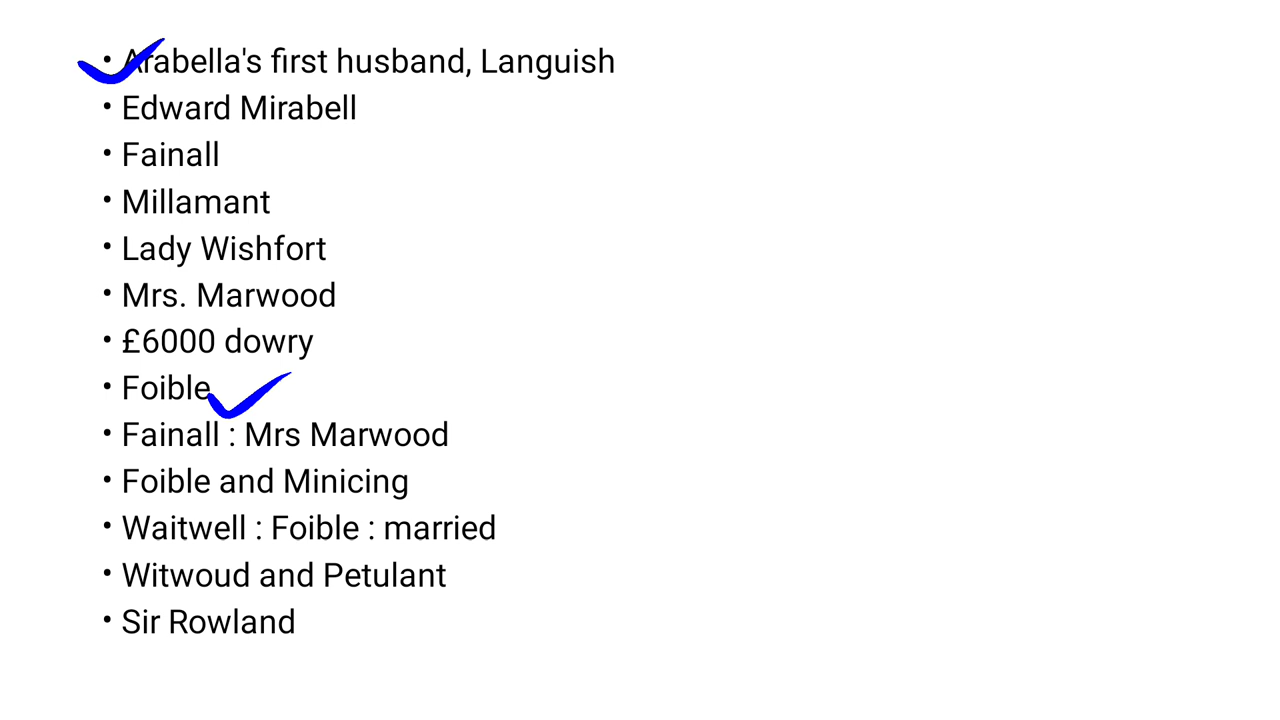 • Arabella's first husband, Languish
• Edward Mirabell
• Fainall
• Millamant
• Lady Wishfort
• Mrs. Marwood
• £6000 dowry
• Foible
• Fainall : Mrs Marwood
• Foible and Minicing
• Waitwell : Foible : married
• Witwoud and Petulant
• Sir Rowland